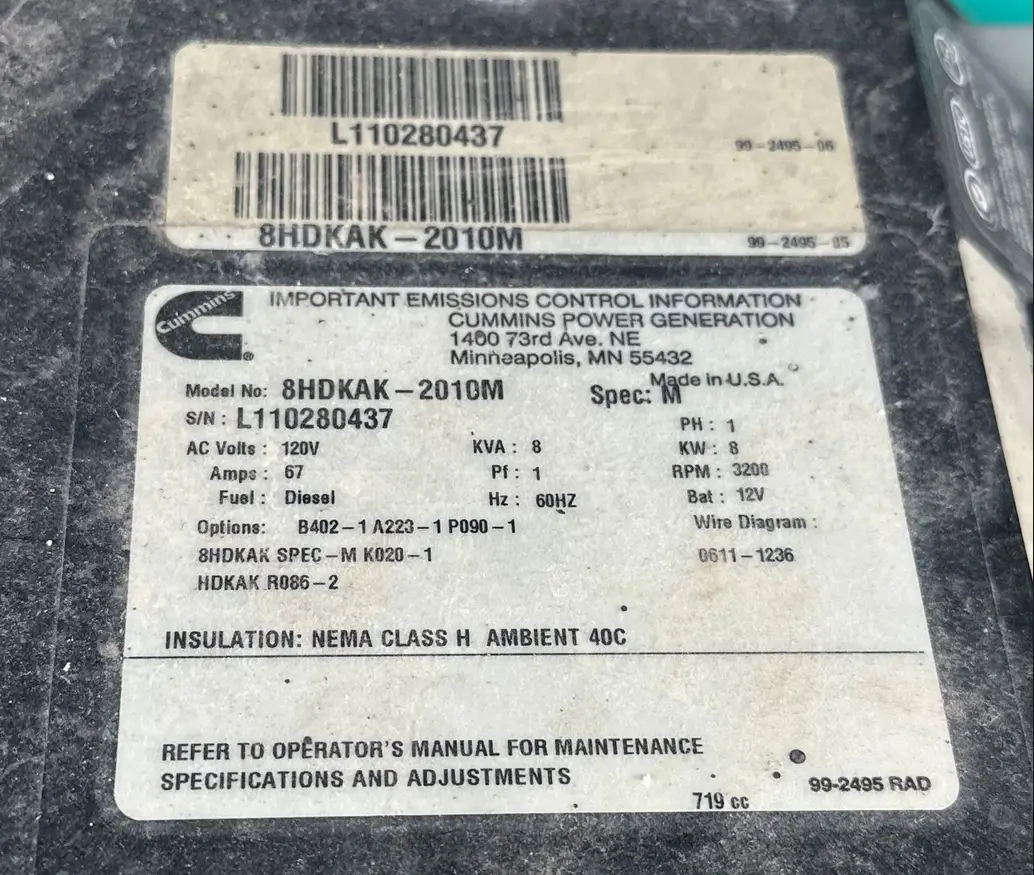 L110280437
99-2495-06
8HDKAK-2010M
99-2495-05
Cummins
IMPORTANT EMISSIONS CONTROL INFORMATION
CUMMINS POWER GENERATION
1400 73rd Ave. NE
Minneapolis, MN 55432
Made in U.S.A.
Model No: 8HDKAK-2010M Spec: M
S/N: L110280437 PH: 1
AC Volts: 120V KVA: 8 KW: 8
Amps: 67 Pf: 1 RPM: 3200
Fuel: Diesel Hz: 60HZ Bat: 12V
Options: B402-1 A223-1 P090-1 Wire Diagram:
8HDKAK SPEC-M K020-1 0611-1236
HDKAK R086-2
INSULATION: NEMA CLASS H AMBIENT 40C
REFER TO OPERATOR'S MANUAL FOR MAINTENANCE
SPECIFICATIONS AND ADJUSTMENTS
719 cc
99-2495 RAD